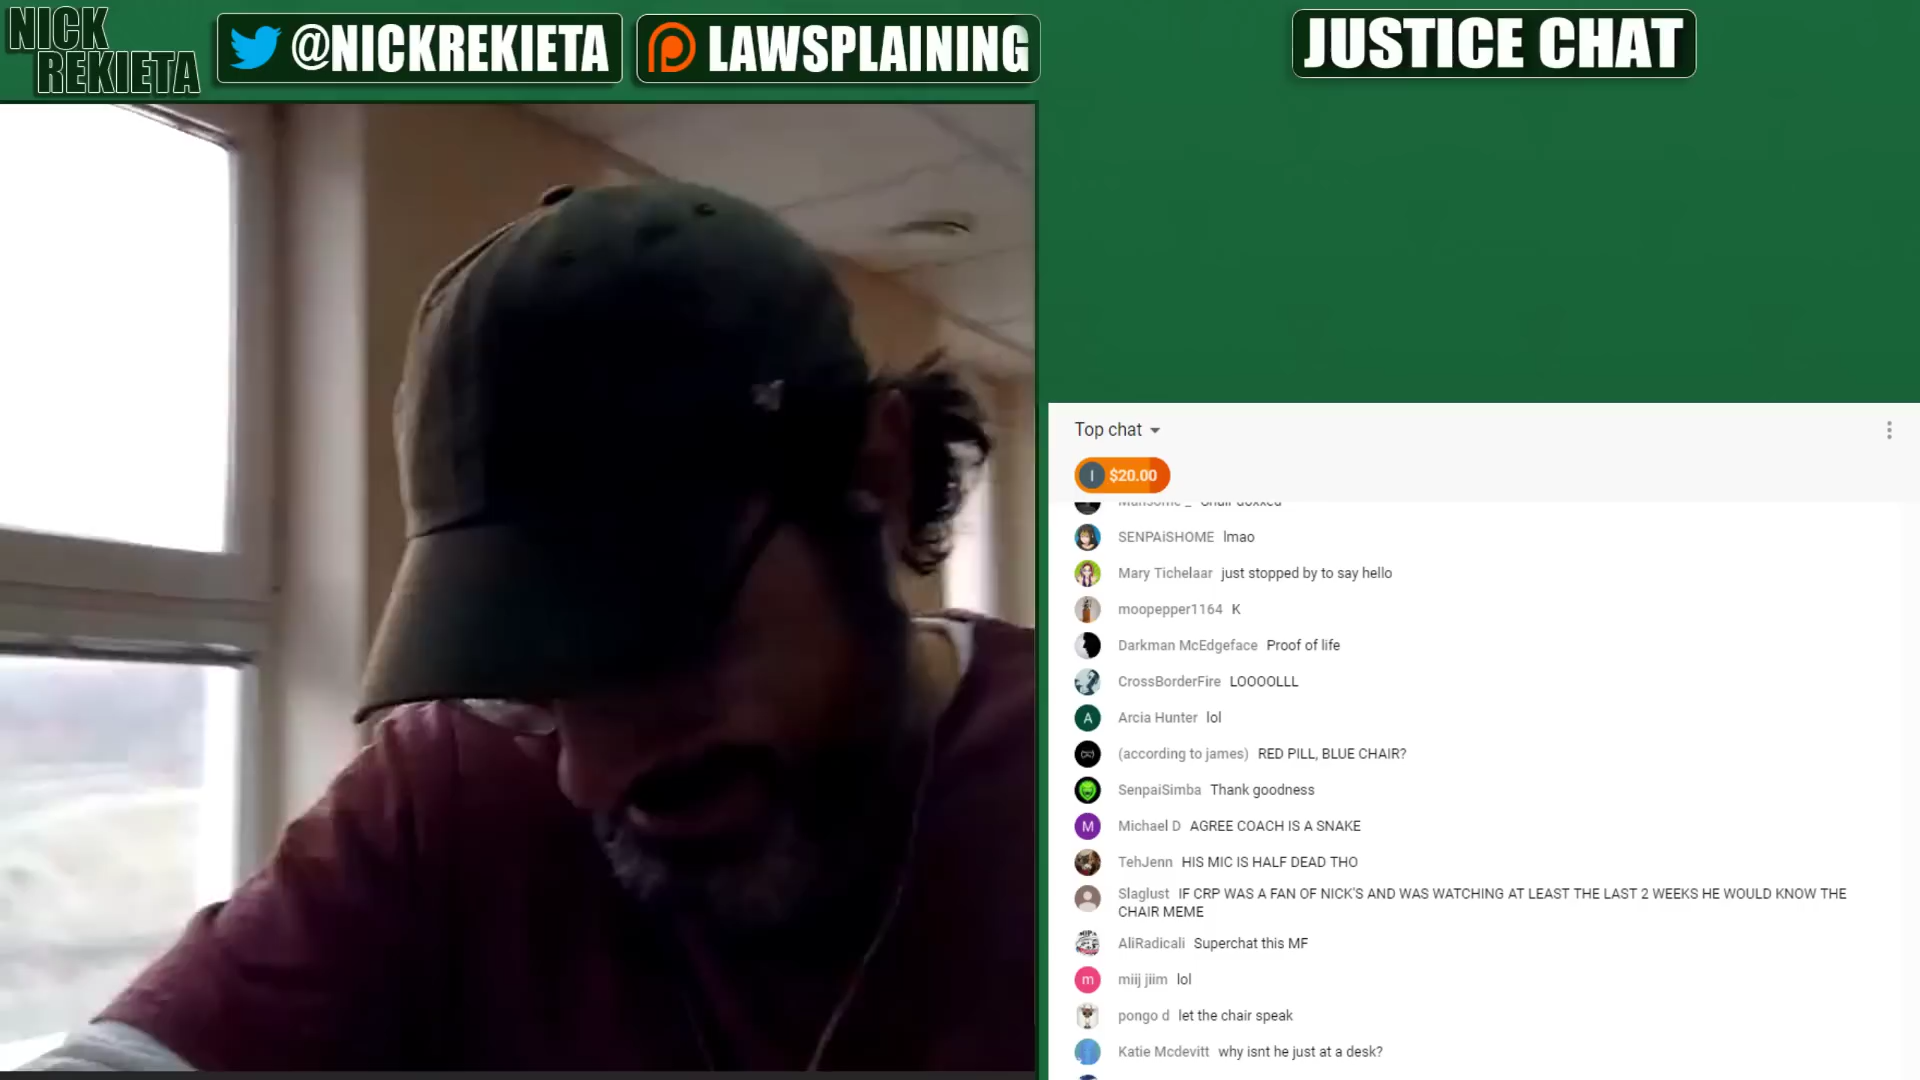 NICK
REKIETA
@NICKREKIETA
LAWSPLAINING
JUSTICE CHAT
Top chat
I $20.00
SENPAiSHOME lmao
Mary Tichelaar just stopped by to say hello
moopepper1164 K
Darkman McEdgeface Proof of life
CrossBorderFire LOOOOLLL
A Arcia Hunter lol
(according to james) RED PILL, BLUE CHAIR?
SenpaiSimba Thank goodness
M Michael D AGREE COACH IS A SNAKE
TehJenn HIS MIC IS HALF DEAD THO
Slaglust IF CRP WAS A FAN OF NICK'S AND WAS WATCHING AT LEAST THE LAST 2 WEEKS HE WOULD KNOW THE
CHAIR MEME
AliRadicali Superchat this MF
m miij jiim lol
pongo d let the chair speak
Katie Mcdevitt why isnt he just at a desk?